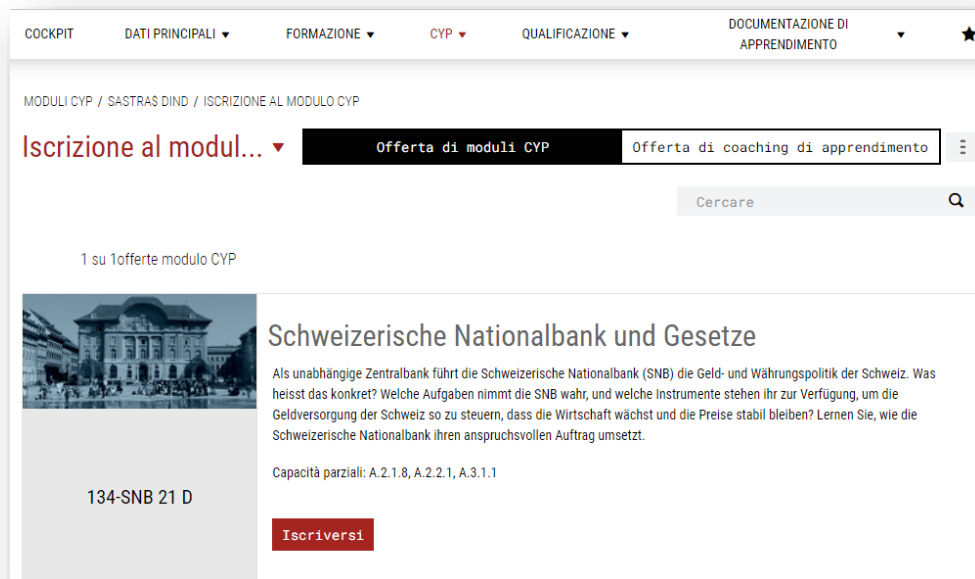 COCKPIT DATI PRINCIPALI FORMAZIONE CYP QUALIFICAZIONE DOCUMENTAZIONE DI
APPRENDIMENTO
MODULI CYP / SASTRAS DIND / ISCRIZIONE AL MODULO CYP
Iscrizione al modul... Offerta di moduli CYP Offerta di coaching di apprendimento
Cercare
1 su 1offerte modulo CYP
Schweizerische Nationalbank und Gesetze
Als unabhängige Zentralbank führt die Schweizerische Nationalbank (SNB) die Geld- und Währungspolitik der Schweiz. Was
heisst das konkret? Welche Aufgaben nimmt die SNB wahr, und welche Instrumente stehen ihr zur Verfügung, um die
Geldversorgung der Schweiz so zu steuern, dass die Wirtschaft wächst und die Preise stabil bleiben? Lernen Sie, wie die
Schweizerische Nationalbank ihren anspruchsvollen Auftrag umsetzt.
Capacità parziali: A.2.1.8, A.2.2.1, A.3.1.1
134-SNB 21 D
Iscriversi